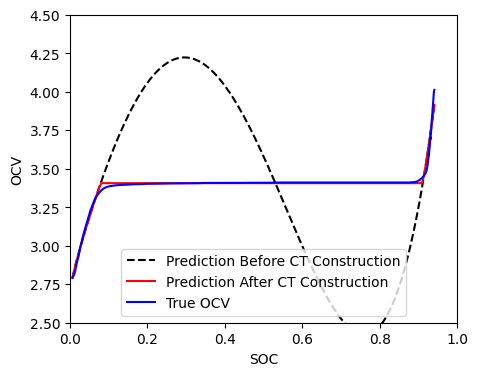 4.50
4.25
4.00
3.75
3.50
3.25
3.00
2.75
2.50
OCV
Prediction Before CT Construction
Prediction After CT Construction
True OCV
0.0 0.2 0.4 0.6 0.8 1.0
SOC